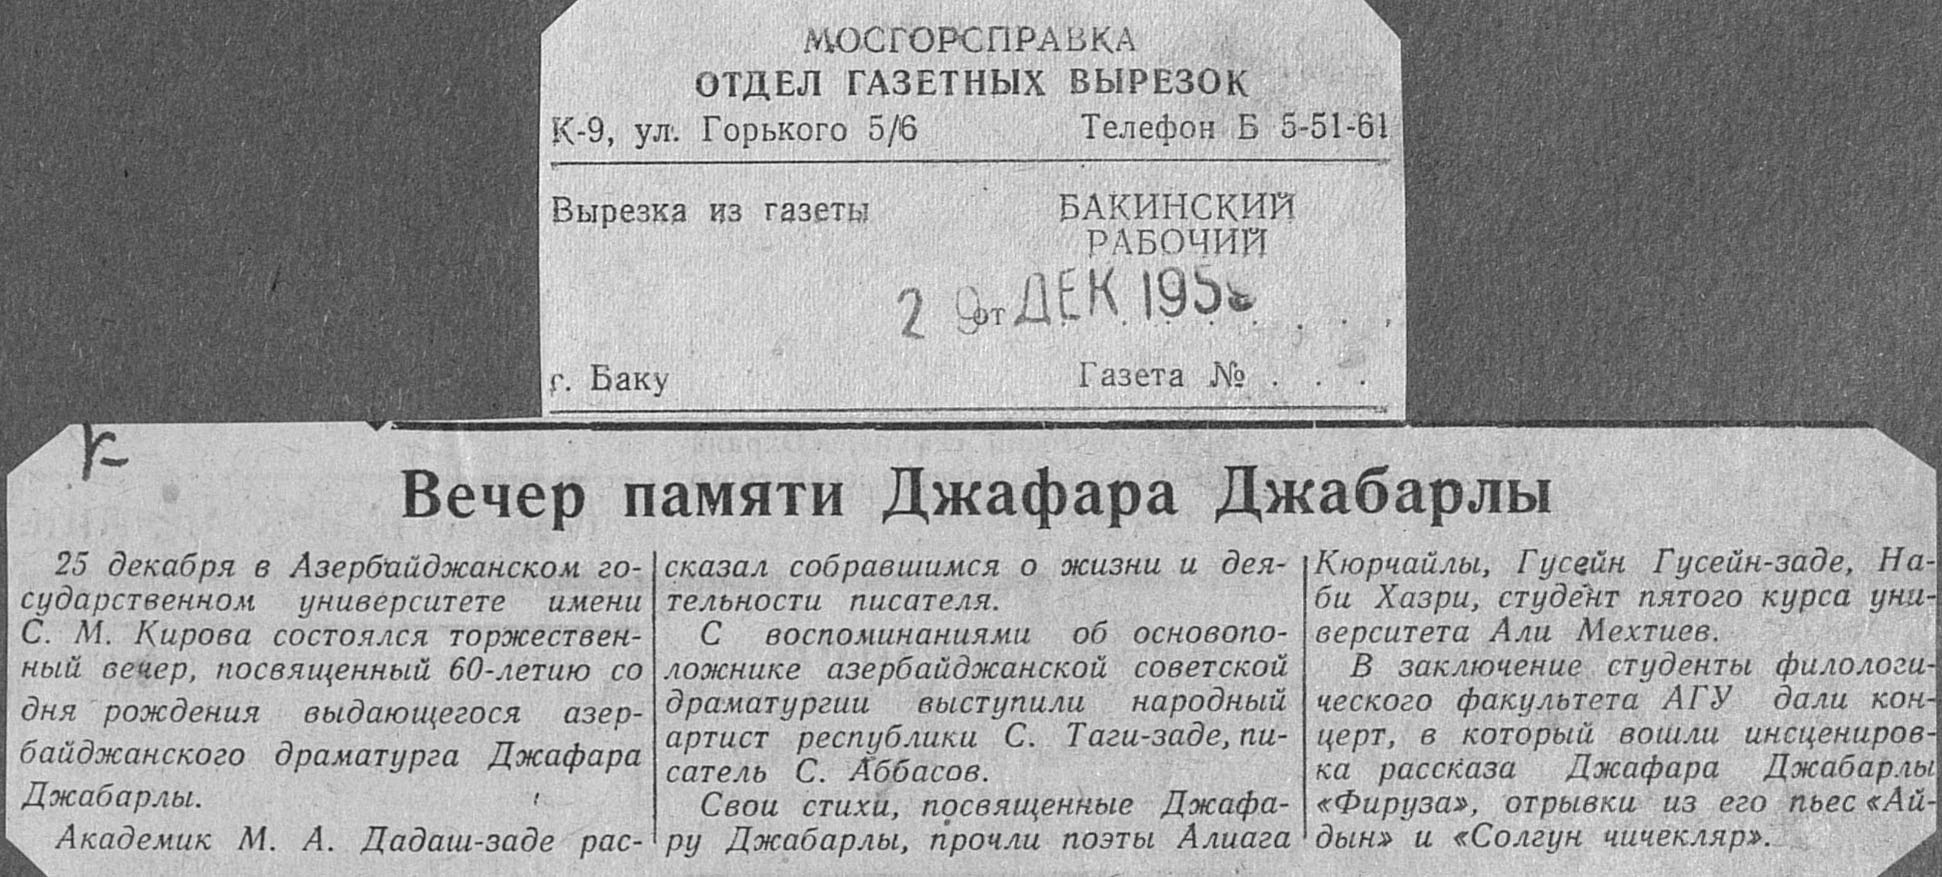 МОСГОРСПРАВКА
ОТДЕЛ ГАЗЕТНЫХ ВЫРЕЗОК
К-9, ул. Горького 5/6 Телефон Б 5-51-61
Вырезка из газеты БАКИНСКИЙ
РАБОЧИЙ
29 от ДЕК 195
г. Баку Газета № . . .
Вечер памяти Джафара Джабарлы
25 декабря в Азербайджанском го-
сударственном университете имени
С. М. Кирова состоялся торжествен-
ный вечер, посвященный 60-летию со
дня рождения выдающегося азер-
байджанского драматурга Джафара
Джабарлы.
Академик М. А. Дадаш-заде рас-
сказал собравшимся о жизни и дея-
тельности писателя.
С воспоминаниями об основопо-
ложнике азербайджанской советской
драматургии выступили народный
артист республики С. Таги-заде, пи-
сатель С. Аббасов.
Свои стихи, посвященные Джафа-
ру Джабарлы, прочли поэты Алиага
Кюрчайлы, Гусейн Гусейн-заде, На-
би Хазри, студент пятого курса уни-
верситета Али Мехтиев.
В заключение студенты филологи-
ческого факультета АГУ дали кон-
церт, в который вошли инсцениров-
ка рассказа Джафара Джабарлы
«Фируза», отрывки из его пьес «Ай-
дын» и «Солгун чичекляр».